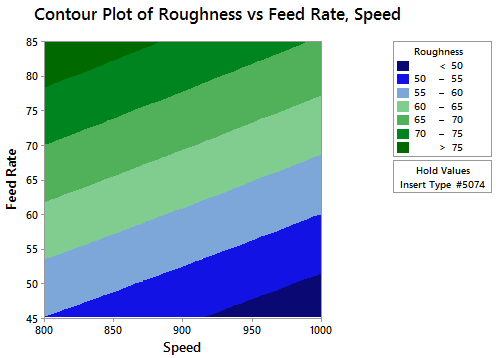 Contour Plot of Roughness vs Feed Rate, Speed
Feed Rate
85
80
75
70
65
60
55
50
45
800 850 900 950 1000
Speed
Roughness
< 50
50 – 55
55 – 60
60 – 65
65 – 70
70 – 75
> 75
Hold Values
Insert Type #5074